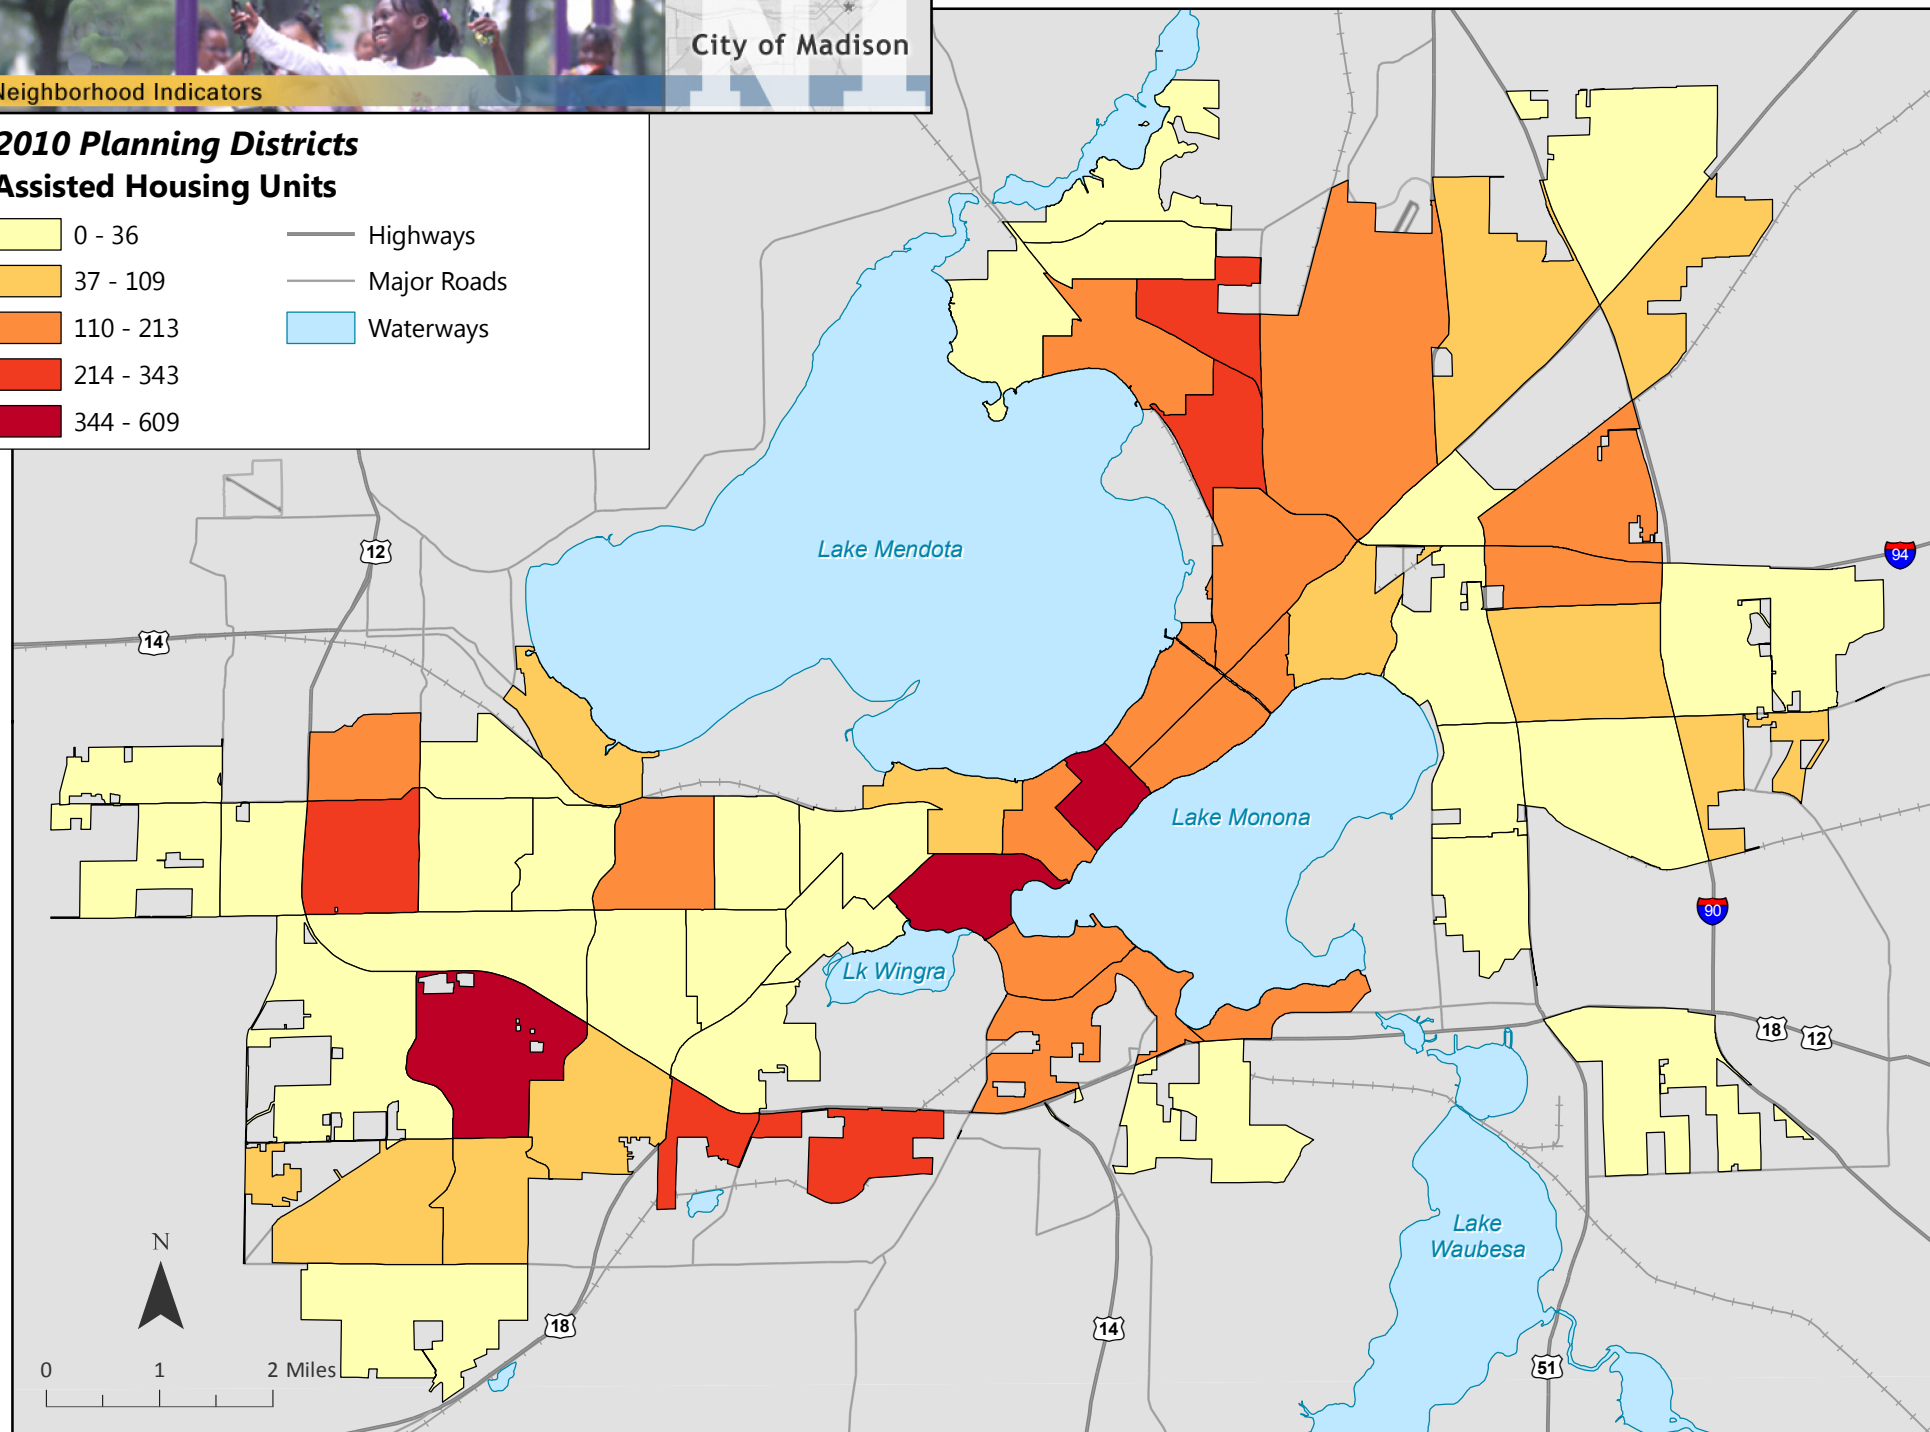 City of Madison
Neighborhood Indicators
2010 Planning Districts
Assisted Housing Units
0 - 36
37 - 109
110 - 213
214 - 343
344 - 609
Highways
Major Roads
Waterways
Lake Mendota
12
14
94
Lake Monona
90
Lk Wingra
18
12
Lake
Waubesa
N
18
14
51
0 1 2 Miles